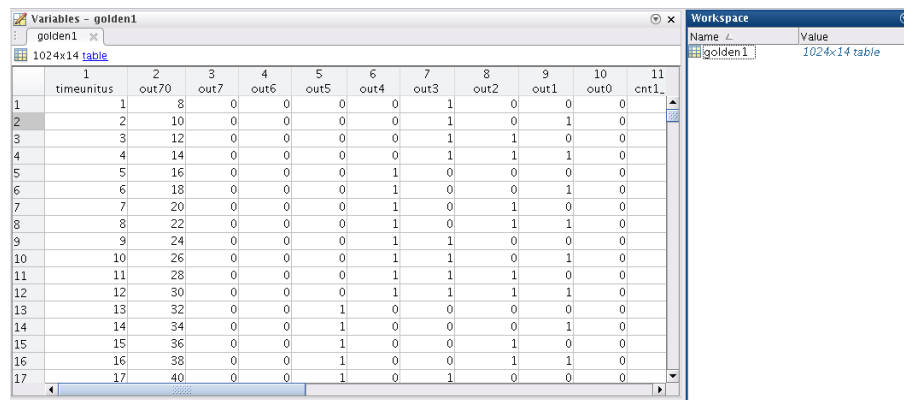 Variables - golden1
golden1
1024x14 table
1 2 3 4 5 6 7 8 9 10 11
timeunitus out70 out7 out6 out5 out4 out3 out2 out1 out0 cnt1_
1 1 8 0 0 0 0 1 0 0 0
2 2 10 0 0 0 0 1 0 1 0
3 3 12 0 0 0 0 1 1 0 0
4 4 14 0 0 0 0 1 1 1 0
5 5 16 0 0 0 1 0 0 0 0
6 6 18 0 0 0 1 0 0 1 0
7 7 20 0 0 0 1 0 1 0 0
8 8 22 0 0 0 1 0 1 1 0
9 9 24 0 0 0 1 1 0 0 0
10 10 26 0 0 0 1 1 0 1 0
11 11 28 0 0 0 1 1 1 0 0
12 12 30 0 0 0 1 1 1 1 0
13 13 32 0 0 1 0 0 0 0 0
14 14 34 0 0 1 0 0 0 1 0
15 15 36 0 0 1 0 0 1 0 0
16 16 38 0 0 1 0 0 1 1 0
17 17 40 0 0 1 0 1 0 0 0
Workspace
Name Value
golden1 1024x14 table